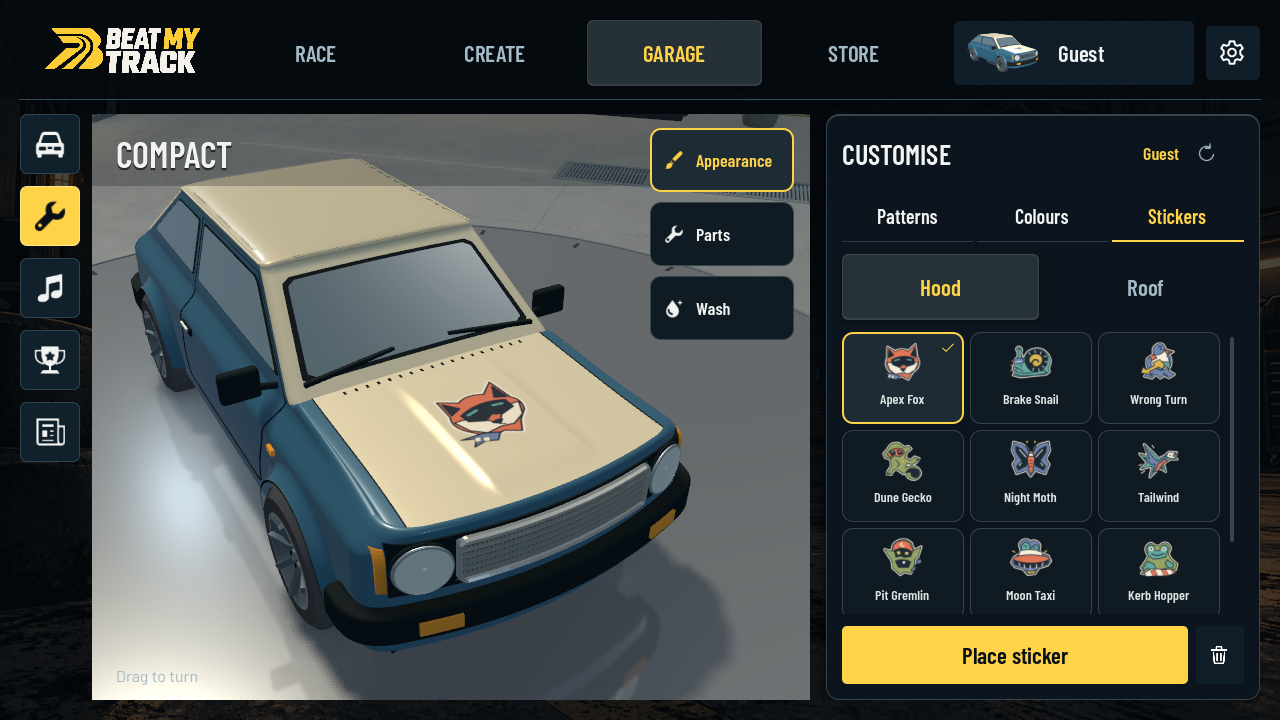 BEAT MY
TRACK
RACE
CREATE
GARAGE
STORE
Guest
COMPACT
Appearance
Parts
Wash
Drag to turn
CUSTOMISE
Guest
Patterns
Colours
Stickers
Hood
Roof
Apex Fox
Brake Snail
Wrong Turn
Dune Gecko
Night Moth
Tailwind
Pit Gremlin
Moon Taxi
Kerb Hopper
Place sticker